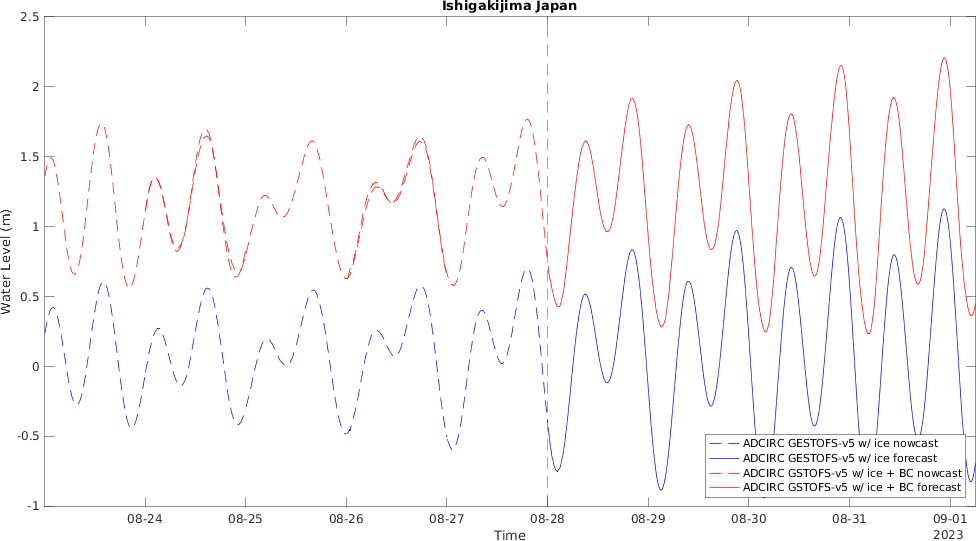 Ishigakijima Japan
2.5
2
1.5
1
0.5
0
-0.5
-1
Water Level (m)
ADCIRC GESTOFS-v5 w/ ice nowcast
ADCIRC GESTOFS-v5 w/ ice forecast
ADCIRC GSTOFS-v5 w/ ice + BC nowcast
ADCIRC GSTOFS-v5 w/ ice + BC forecast
08-24 08-25 08-26 08-27 08-28 08-29 08-30 08-31 09-01
Time
2023